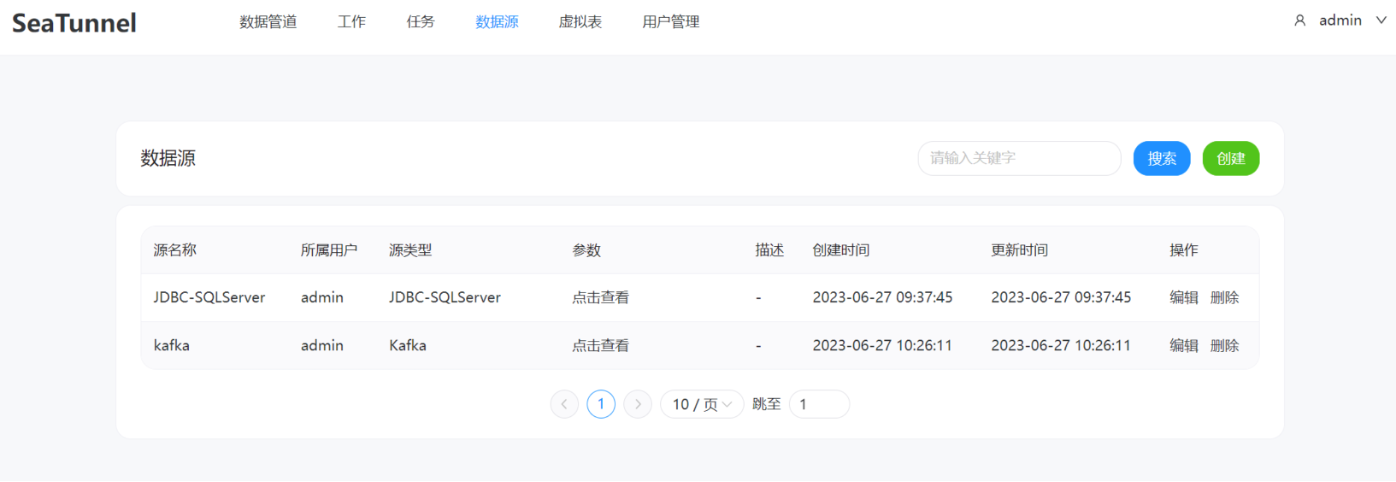 SeaTunnel 数据管道 工作 任务 数据源 虚拟表 用户管理 admin
数据源 请输入关键字 搜索 创建
源名称 所属用户 源类型 参数 描述 创建时间 更新时间 操作
JDBC-SQLServer admin JDBC-SQLServer 点击查看 - 2023-06-27 09:37:45 2023-06-27 09:37:45 编辑 删除
kafka admin Kafka 点击查看 - 2023-06-27 10:26:11 2023-06-27 10:26:11 编辑 删除
1 10 / 页 跳至 1